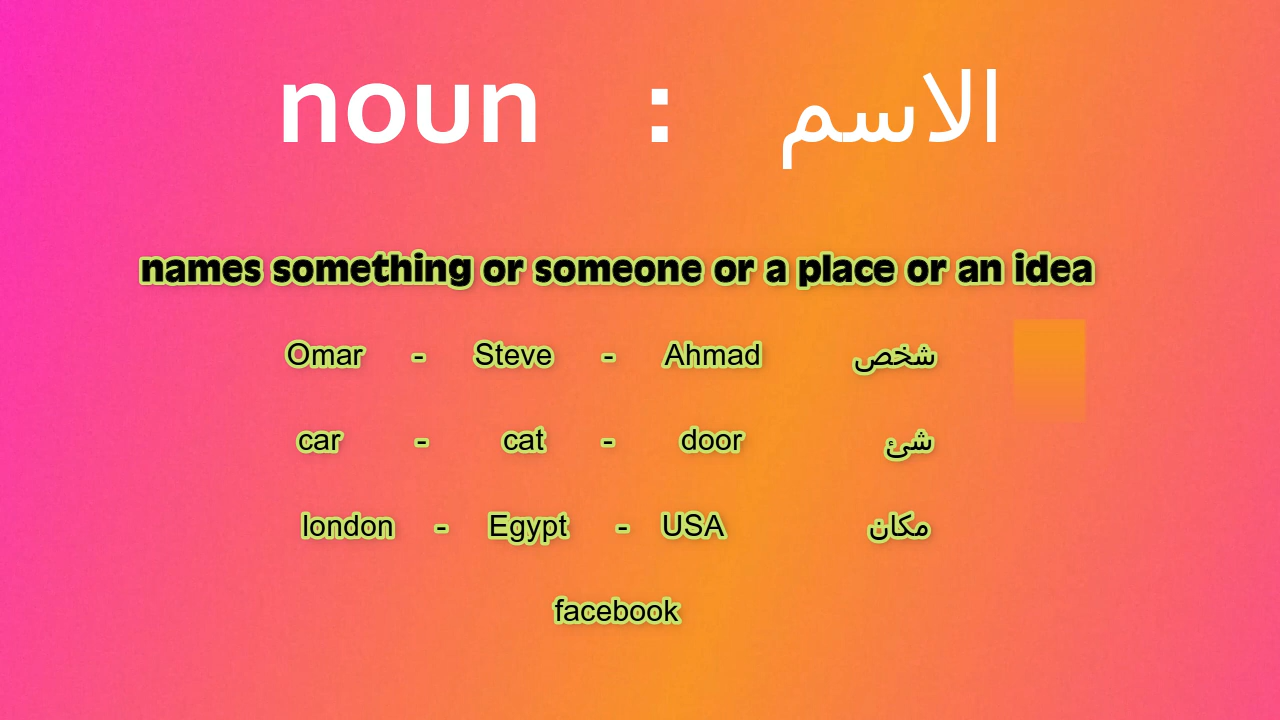 noun : الاسم
names something or someone or a place or an idea
Omar - Steve - Ahmad شخص
car - cat - door شئ
london - Egypt - USA مكان
facebook